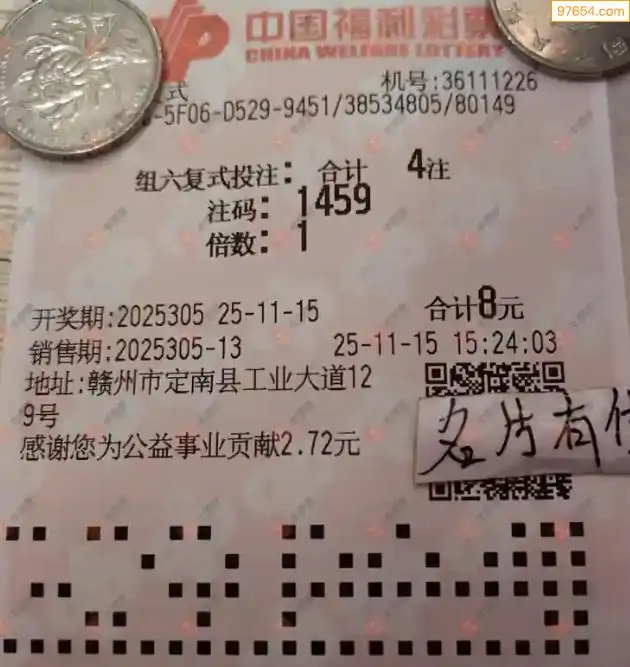 97654.com
中国福利彩票
CHINA WELFARE LOTTERY
式
机号:36111226
-5F06-D529-9451/38534805/80149
组六复式投注: 合计 4注
注码: 1459
倍数: 1
开奖期:2025305 25-11-15 合计8元
销售期:2025305-13 25-11-15 15:24:03
地址:赣州市定南县工业大道12
9号
感谢您为公益事业贡献2.72元
名片有